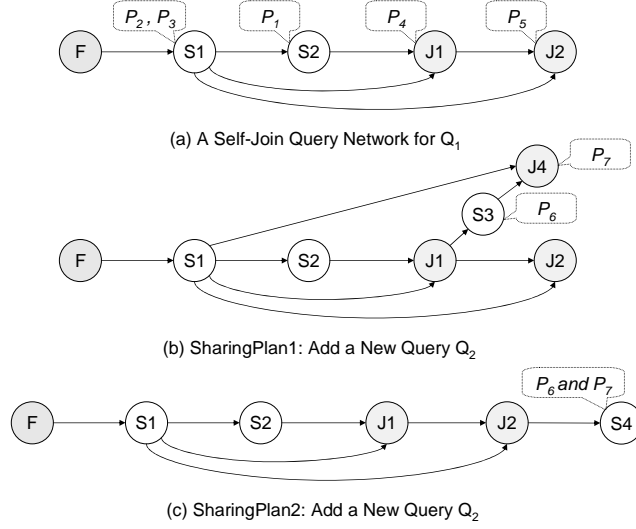 P2 , P3
P1
P4
P5
F
S1
S2
J1
J2
(a) A Self-Join Query Network for Q1
J4
P7
S3
P6
F
S1
S2
J1
J2
(b) SharingPlan1: Add a New Query Q2
P6 and P7
F
S1
S2
J1
J2
S4
(c) SharingPlan2: Add a New Query Q2